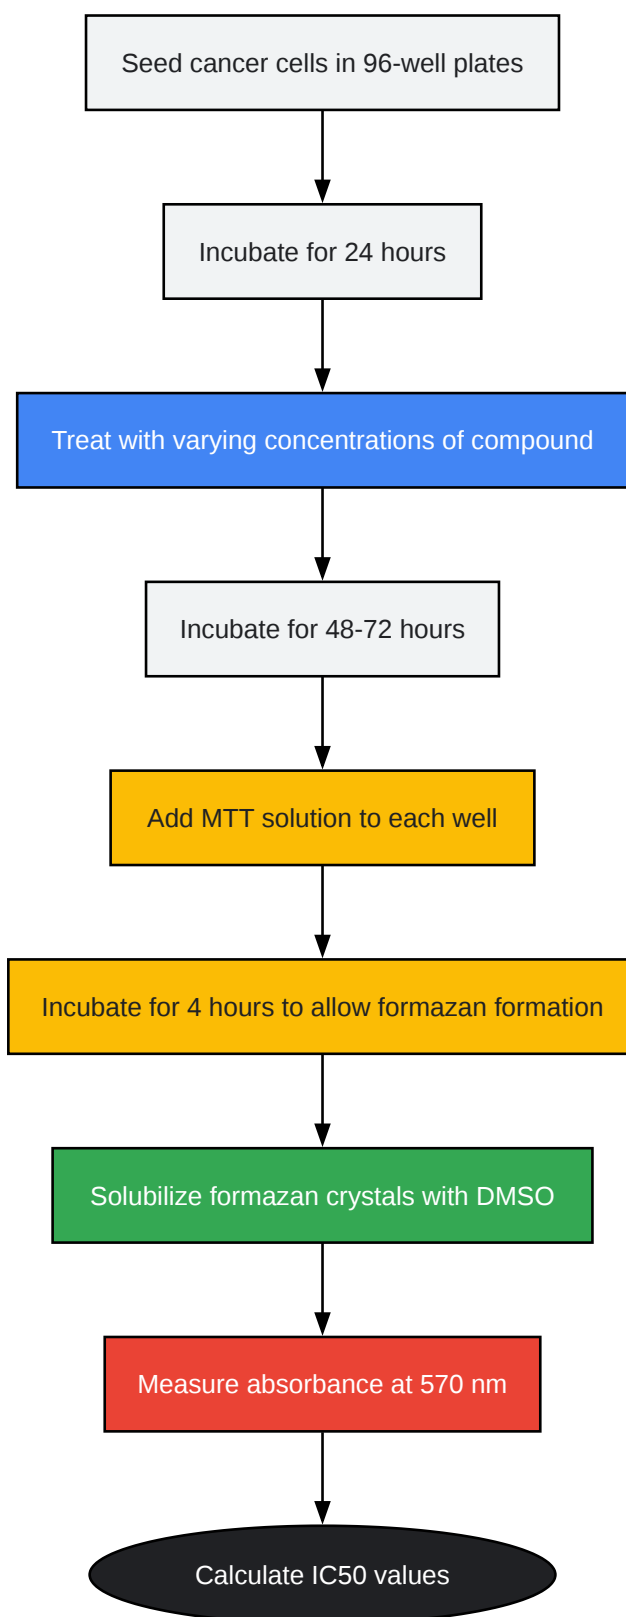 Seed cancer cells in 96-well plates
Incubate for 24 hours
Treat with varying concentrations of compound
Incubate for 48-72 hours
Add MTT solution to each well
Incubate for 4 hours to allow formazan formation
Solubilize formazan crystals with DMSO
Measure absorbance at 570 nm
Calculate IC50 values